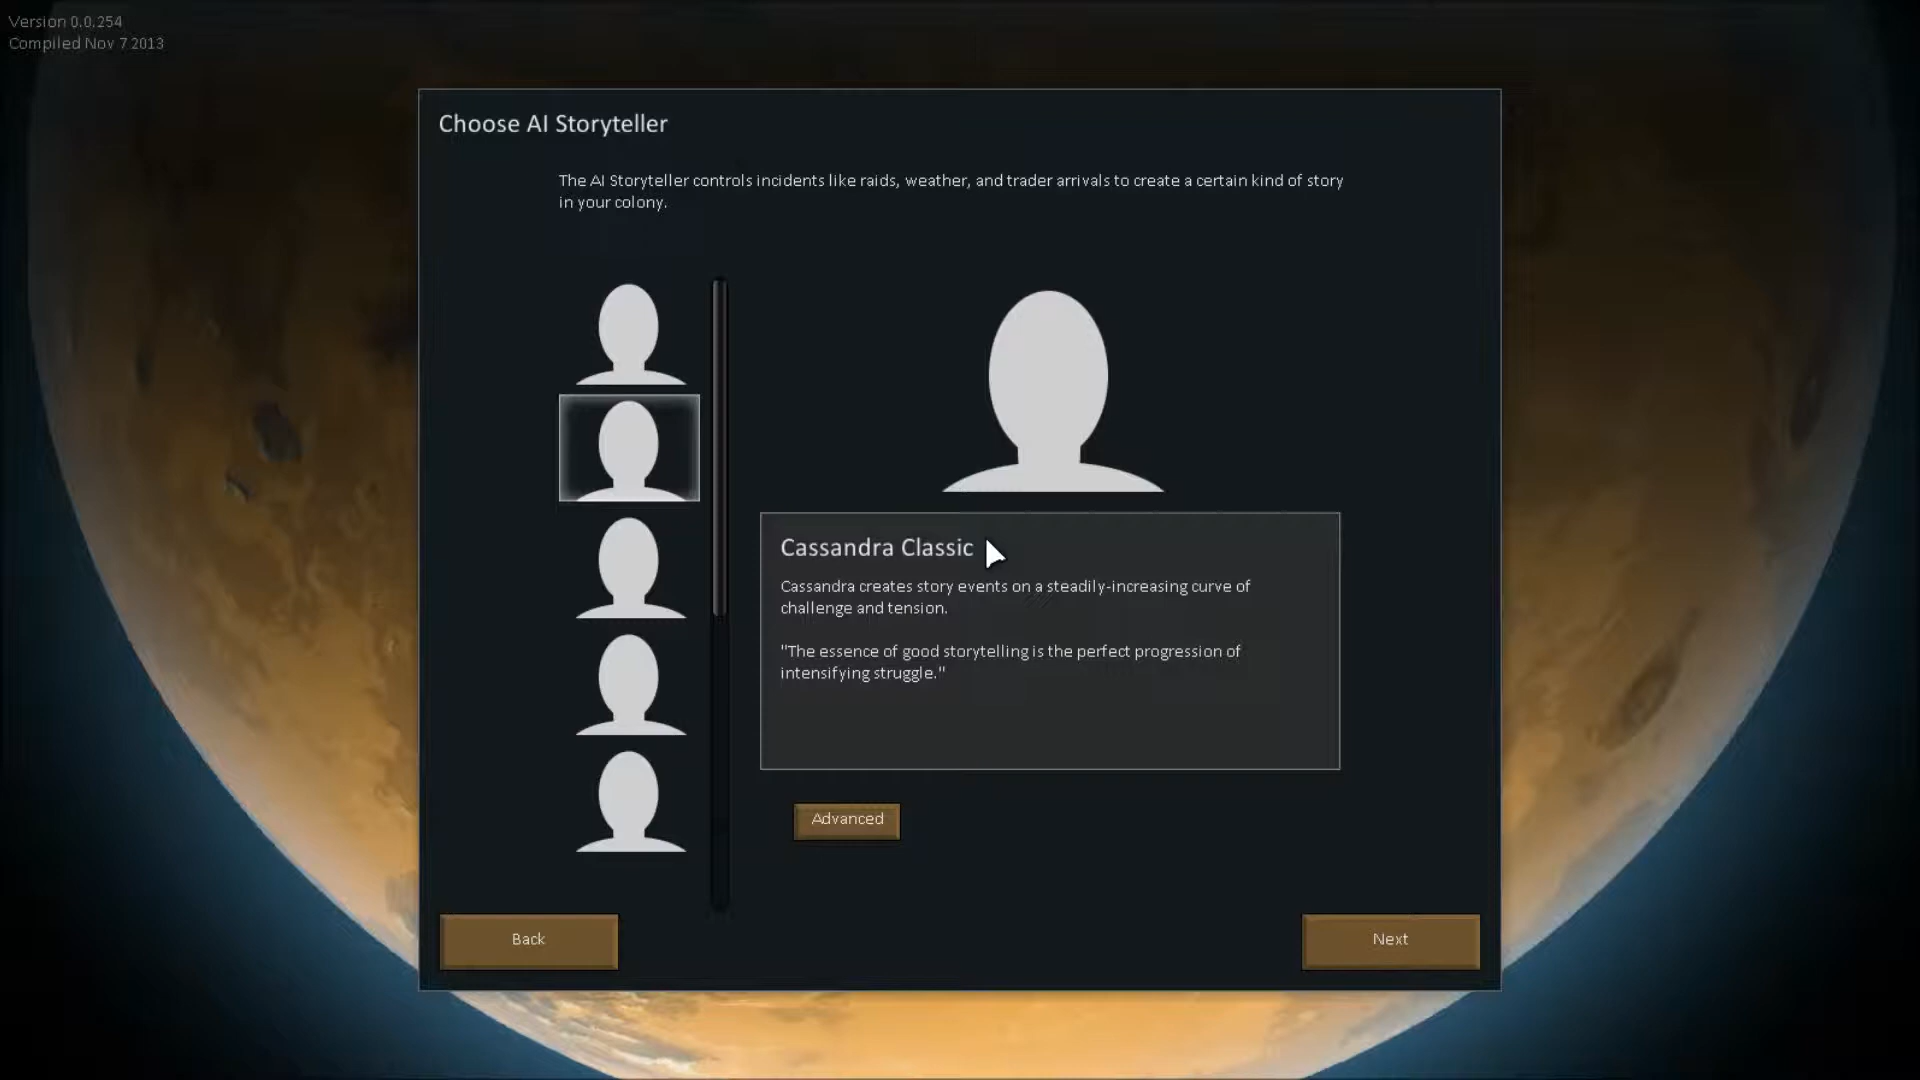 Version 0.0.254
Compiled Nov 7 2013
Choose AI Storyteller
The AI Storyteller controls incidents like raids, weather, and trader arrivals to create a certain kind of story
in your colony.
Cassandra Classic
Cassandra creates story events on a steadily-increasing curve of
challenge and tension.
"The essence of good storytelling is the perfect progression of
intensifying struggle."
Advanced
Back
Next